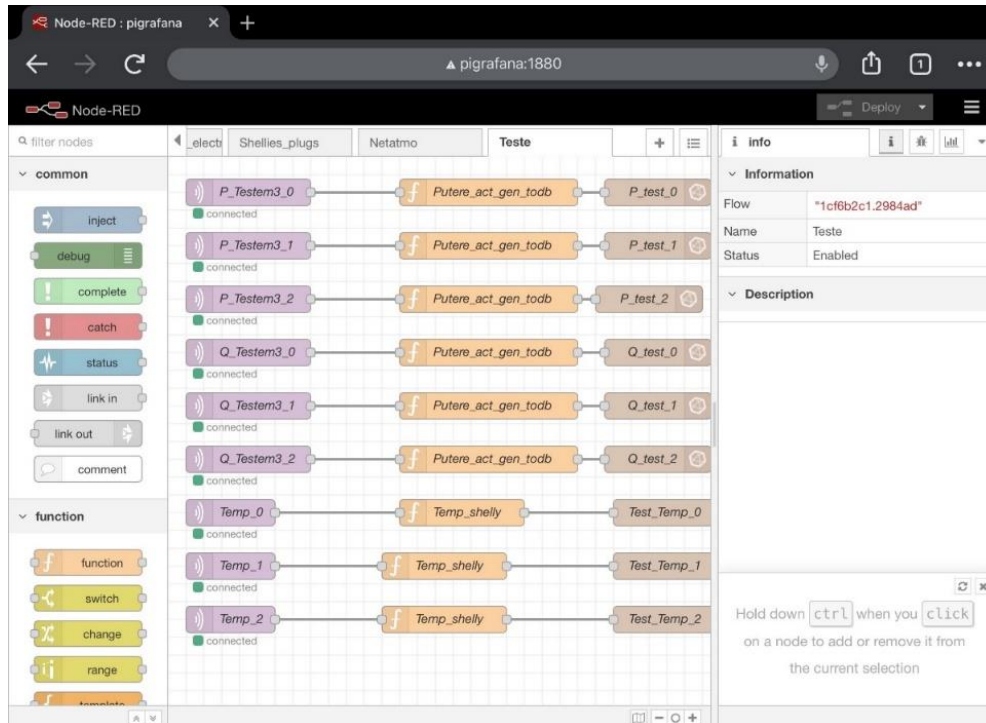 Node-RED : pigrafana
pigrafana:1880
1
Node-RED
Deploy
filter nodes
_electr
Shellies_plugs
Netatmo
Teste
i info
i
common
inject
debug
complete
catch
status
link in
link out
comment
function
function
switch
change
range
template
P_Testem3_0
Putere_act_gen_todb
P_test_0
connected
P_Testem3_1
Putere_act_gen_todb
P_test_1
connected
P_Testem3_2
Putere_act_gen_todb
P_test_2
connected
Q_Testem3_0
Putere_act_gen_todb
Q_test_0
connected
Q_Testem3_1
Putere_act_gen_todb
Q_test_1
connected
Q_Testem3_2
Putere_act_gen_todb
Q_test_2
connected
Temp_0
Temp_shelly
Test_Temp_0
connected
Temp_1
Temp_shelly
Test_Temp_1
connected
Temp_2
Temp_shelly
Test_Temp_2
connected
Information
Flow "1cf6b2c1.2984ad"
Name Teste
Status Enabled
Description
Hold down ctrl when you click
on a node to add or remove it from
the current selection